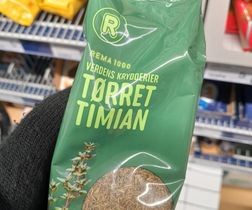 R
REMA 1000
VERDENS KRYDDERIER
TØRRET
TIMIAN